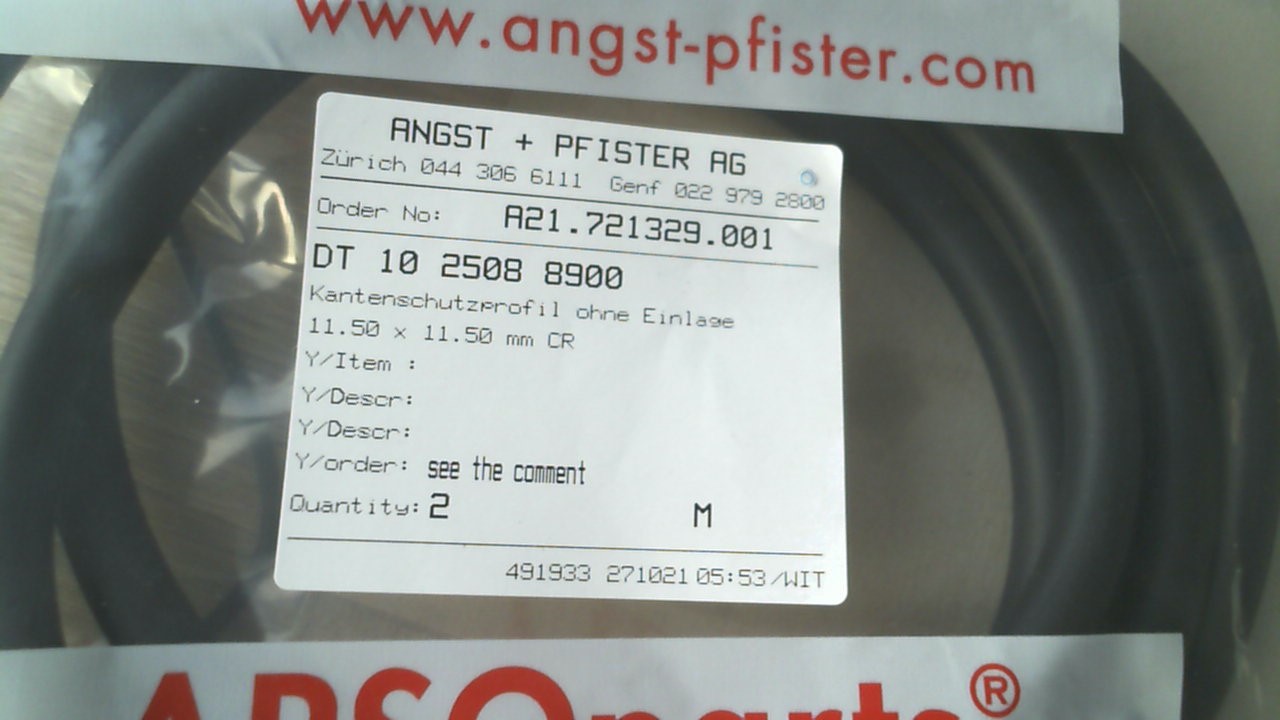 www.angst-pfister.com
ANGST + PFISTER AG
Zürich 044 306 6111 Genf 022 979 2800
Order No: A21.721329.001
DT 10 2508 8900
Kantenschutzprofil ohne Einlage
11.50 x 11.50 mm CR
Y/Item :
Y/Descr:
Y/Descr:
Y/order: see the comment
Quantity: 2 M
491933 271021 05:53/WIT
APSOparts®